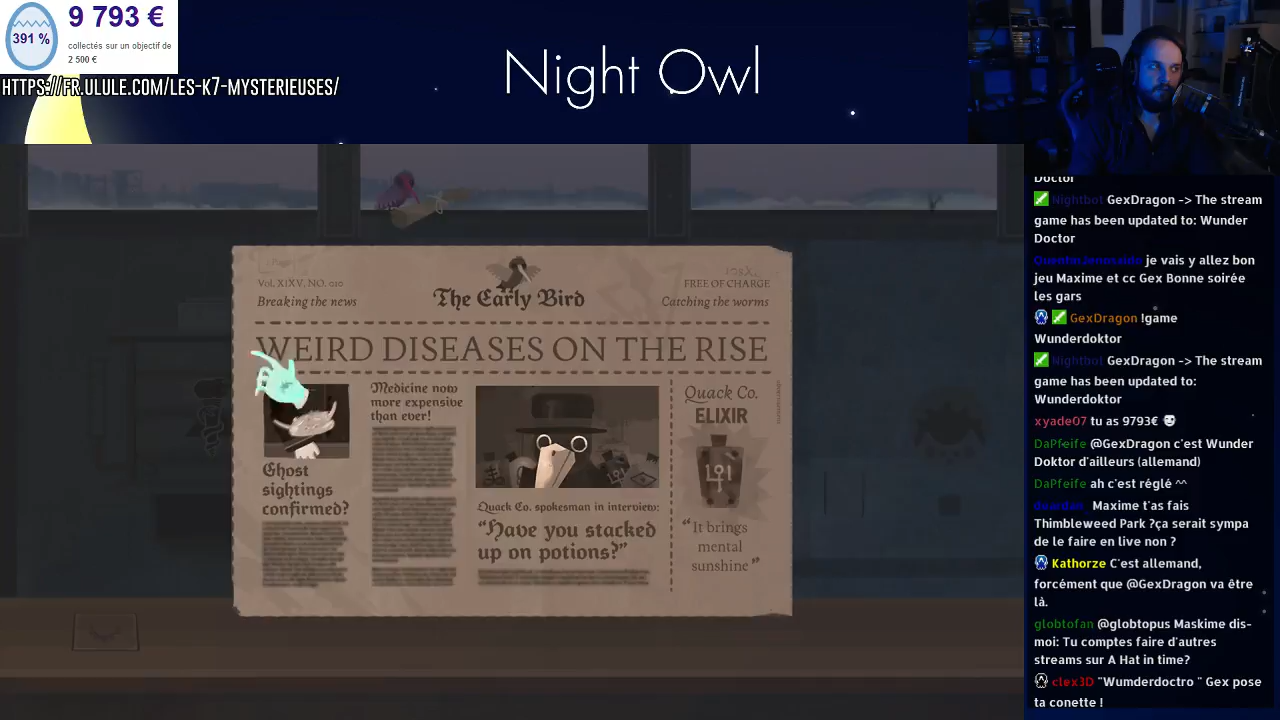 9 793 €
391 %
collectés sur un objectif de
2 500 €
HTTPS://FR.ULULE.COM/LES-K7-MYSTERIEUSES/
Night Owl
Vol. XIXV, NO. 010
Breaking the news
The Early Bird
FREE OF CHARGE
Catching the worms
WEIRD DISEASES ON THE RISE
Ghost
sightings
confirmed?
Medicine now
more expensive
than ever!
Quack Co. spokesman in interview:
“Have you stacked
up on potions?”
Quack Co.
ELIXIR
“It brings
mental
sunshine”
Doctor
Nightbot GexDragon -> The stream
game has been updated to: Wunder
Doctor
je vais y allez bon
jeu Maxime et cc Gex Bonne soirée
les gars
GexDragon !game
Wunderdoktor
Nightbot GexDragon -> The stream
game has been updated to:
Wunderdoktor
xyade07 tu as 9793€
DaPfeife @GexDragon c'est Wunder
Doktor d'ailleurs (allemand)
DaPfeife ah c'est réglé ^^
Maxime t'as fais
Thimbleweed Park ?ça serait sympa
de le faire en live non ?
Kathorze C'est allemand,
forcément que @GexDragon va être
là.
globtofan @globtopus Maskime dis-
moi: Tu comptes faire d'autres
streams sur A Hat in time?
clex3D "Wumderdoctro " Gex pose
ta conette !